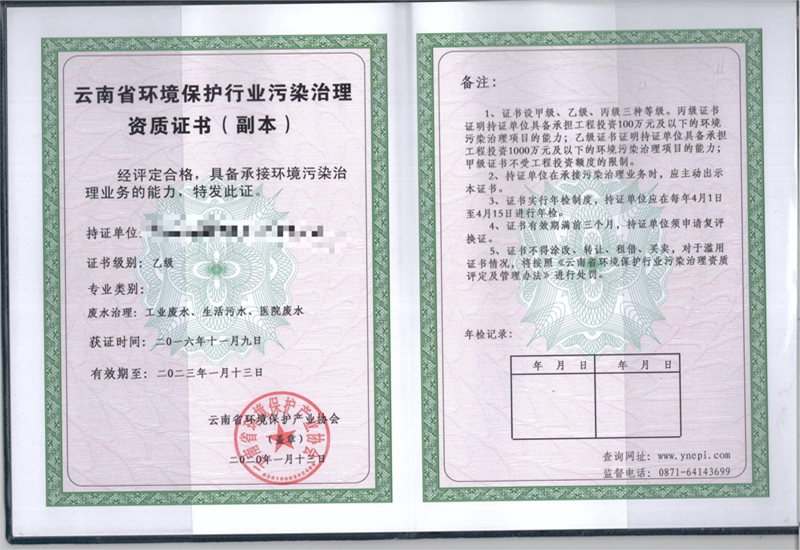 云南省环境保护行业污染治理
资质证书（副本）
经评定合格，具备承接环境污染治
理业务的能力，特发此证。
持证单位
证书级别：乙级
专业类别：
废水治理：工业废水、生活污水、医院废水
获证时间：二〇一六年十一月九日
有效期至：二〇二三年一月十三日
云南省环境保护产业协会
（盖章）
二〇二〇年一月十三日
云南省环境保护产业协会
备注：
1、证书设甲级、乙级、丙级三种等级。丙级证书
证明持证单位具备承担工程投资100万元及以下的环境
污染治理项目的能力；乙级证书证明持证单位具备承担
工程投资1000万元及以下的环境污染治理项目的能力；
甲级证书不受工程投资额度的限制。
2、持证单位在承接污染治理业务时，应主动出示
本证书。
3、证书实行年检制度，持证单位应在每年4月1日
至4月15日进行年检。
4、证书有效期满前三个月，持证单位须申请复评
换证。
5、证书不得涂改、转让、租借、买卖，对于滥用
证书情况，将按照《云南省环境保护行业污染治理资质
评定及管理办法》进行处罚。
年检记录：
年 月 日 年 月 日
查询网址：www.ynepi.com
监督电话：0871-64143699